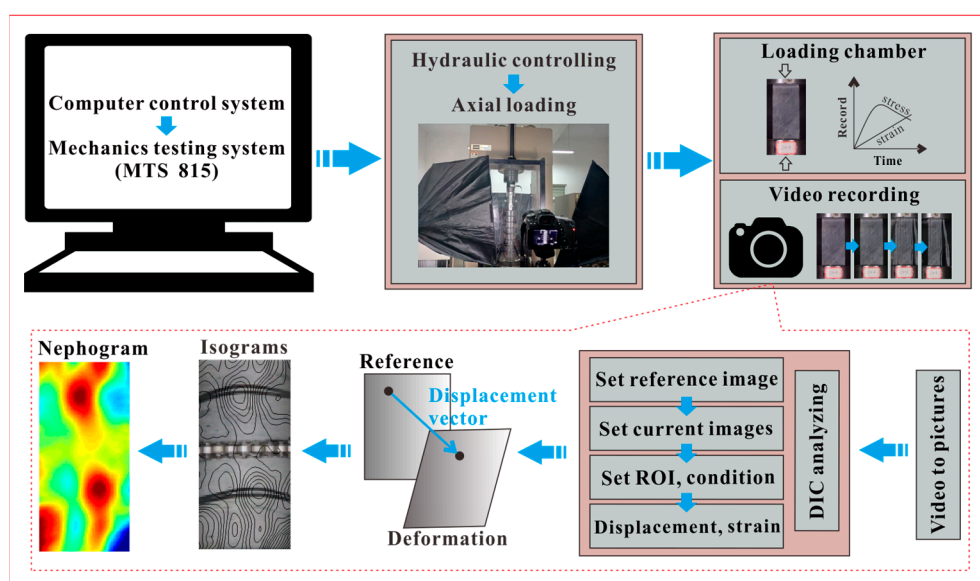 Computer control system
Mechanics testing system
(MTS 815)
Hydraulic controlling
Axial loading
Loading chamber
Record
stress
strain
Time
Video recording
Nephogram
Isograms
Reference
Displacement
vector
Deformation
Set reference image
Set current images
Set ROI, condition
Displacement, strain
DIC analyzing
Video to pictures